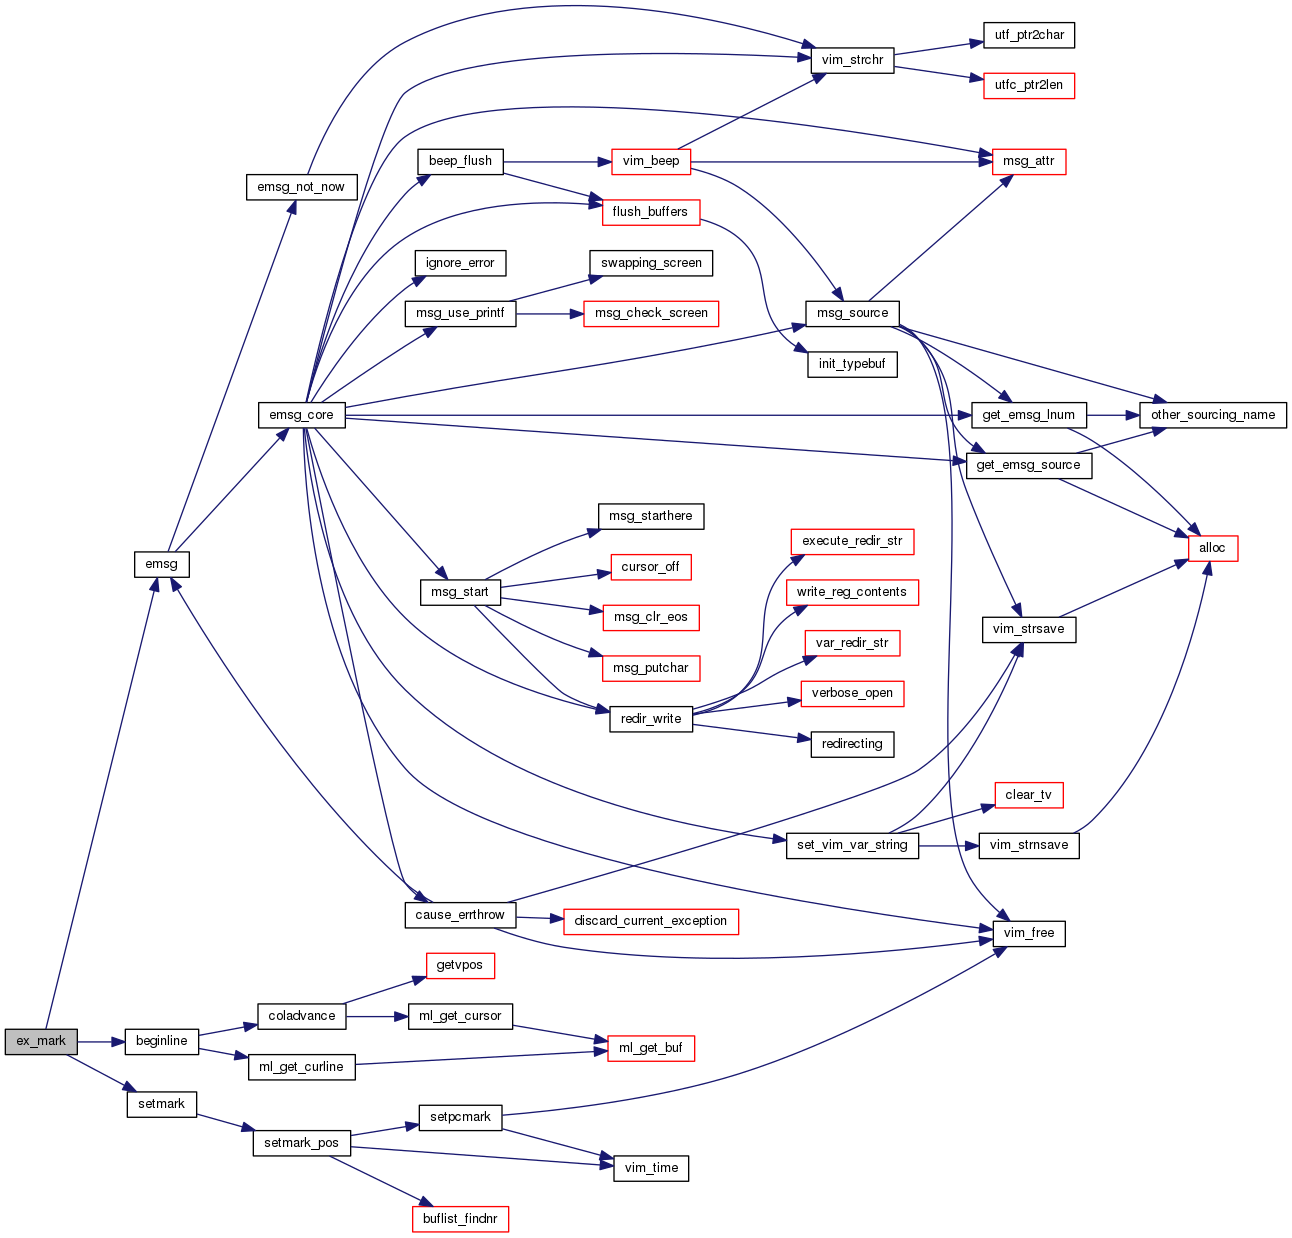 utf_ptr2char
vim_strchr
utfc_ptr2len
beep_flush
vim_beep
msg_attr
emsg_not_now
flush_buffers
ignore_error
swapping_screen
msg_use_printf
msg_check_screen
msg_source
init_typebuf
emsg_core
get_emsg_lnum
other_sourcing_name
get_emsg_source
msg_starthere
execute_redir_str
alloc
emsg
cursor_off
msg_start
write_reg_contents
msg_clr_eos
vim_strsave
var_redir_str
msg_putchar
verbose_open
redir_write
redirecting
clear_tv
set_vim_var_string
vim_strnsave
cause_errthrow
discard_current_exception
vim_free
getvpos
coladvance
ml_get_cursor
ex_mark
beginline
ml_get_buf
ml_get_curline
setmark
setpcmark
setmark_pos
vim_time
buflist_findnr